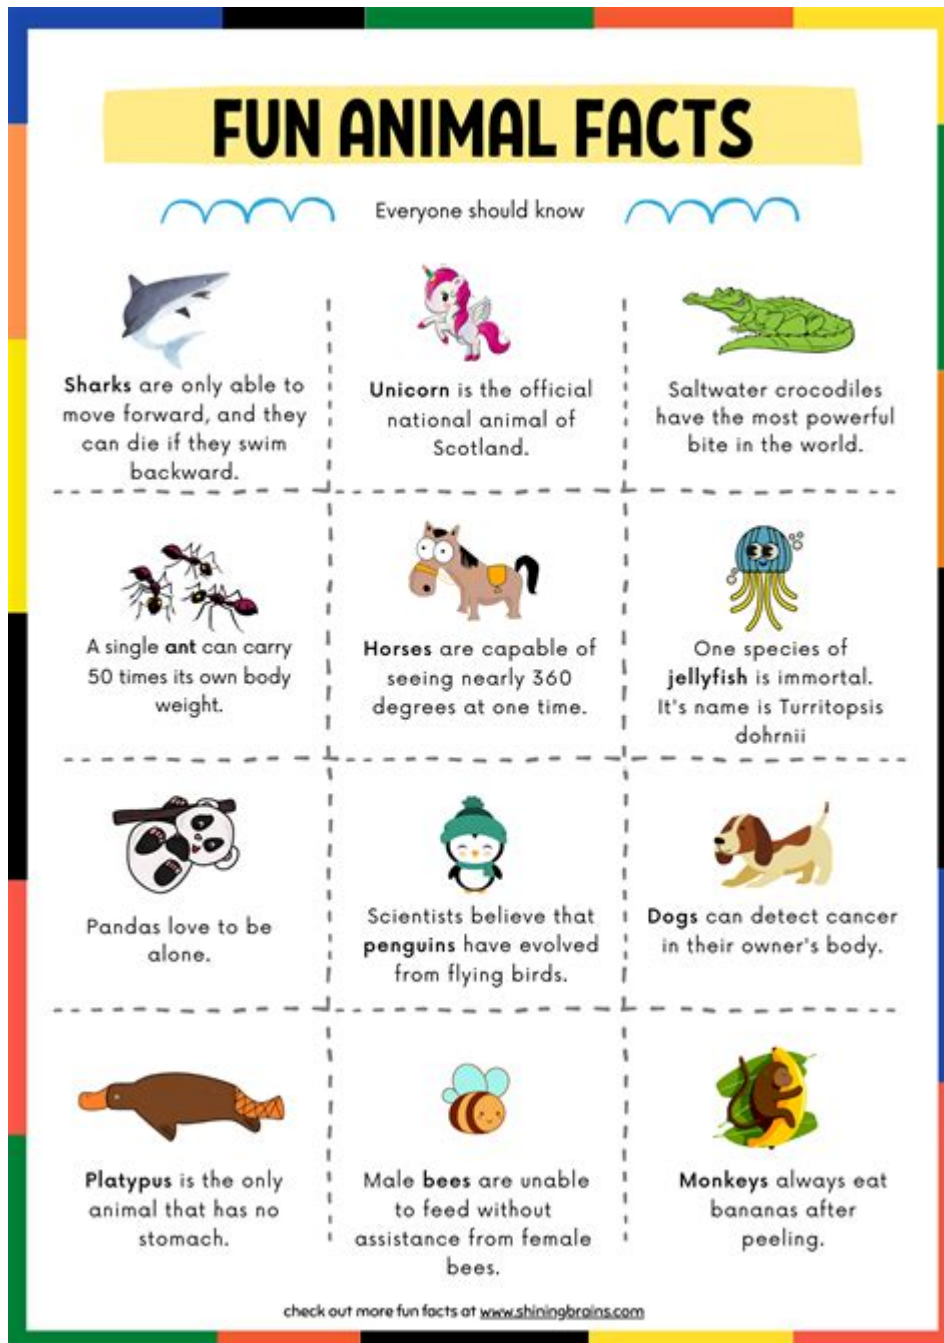 FUN ANIMAL FACTS
Everyone should know
Sharks are only able to
move forward, and they
can die if they swim
backward.
Unicorn is the official
national animal of
Scotland.
Saltwater crocodiles
have the most powerful
bite in the world.
A single ant can carry
50 times its own body
weight.
Horses are capable of
seeing nearly 360
degrees at one time.
One species of
jellyfish is immortal.
It's name is Turritopsis
dohrnii
Pandas love to be
alone.
Scientists believe that
penguins have evolved
from flying birds.
Dogs can detect cancer
in their owner's body.
Platypus is the only
animal that has no
stomach.
Male bees are unable
to feed without
assistance from female
bees.
Monkeys always eat
bananas after
peeling.
check out more fun facts at www.shiningbrains.com